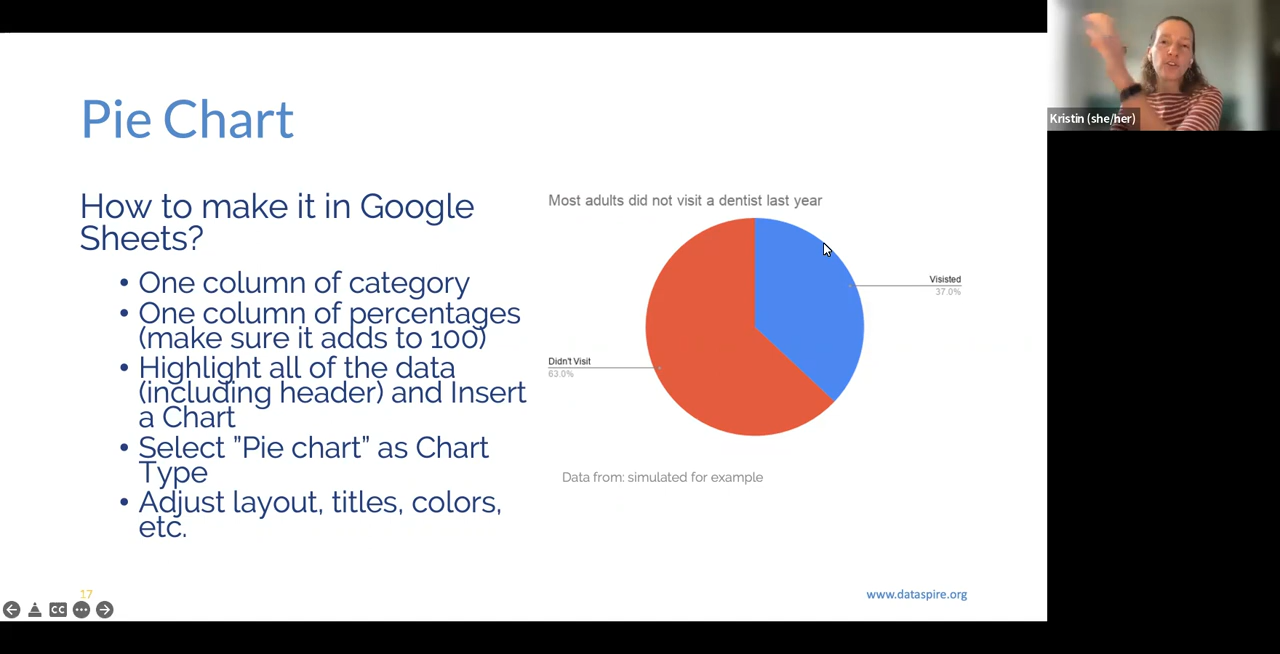 Pie Chart
How to make it in Google
Sheets?
• One column of category
• One column of percentages
(make sure it adds to 100)
• Highlight all of the data
(including header) and Insert
a Chart
• Select ”Pie chart” as Chart
Type
• Adjust layout, titles, colors,
etc.
Most adults did not visit a dentist last year
Visisted
37.0%
Didn't Visit
63.0%
Data from: simulated for example
17
www.dataspire.org
CC
Kristin (she/her)